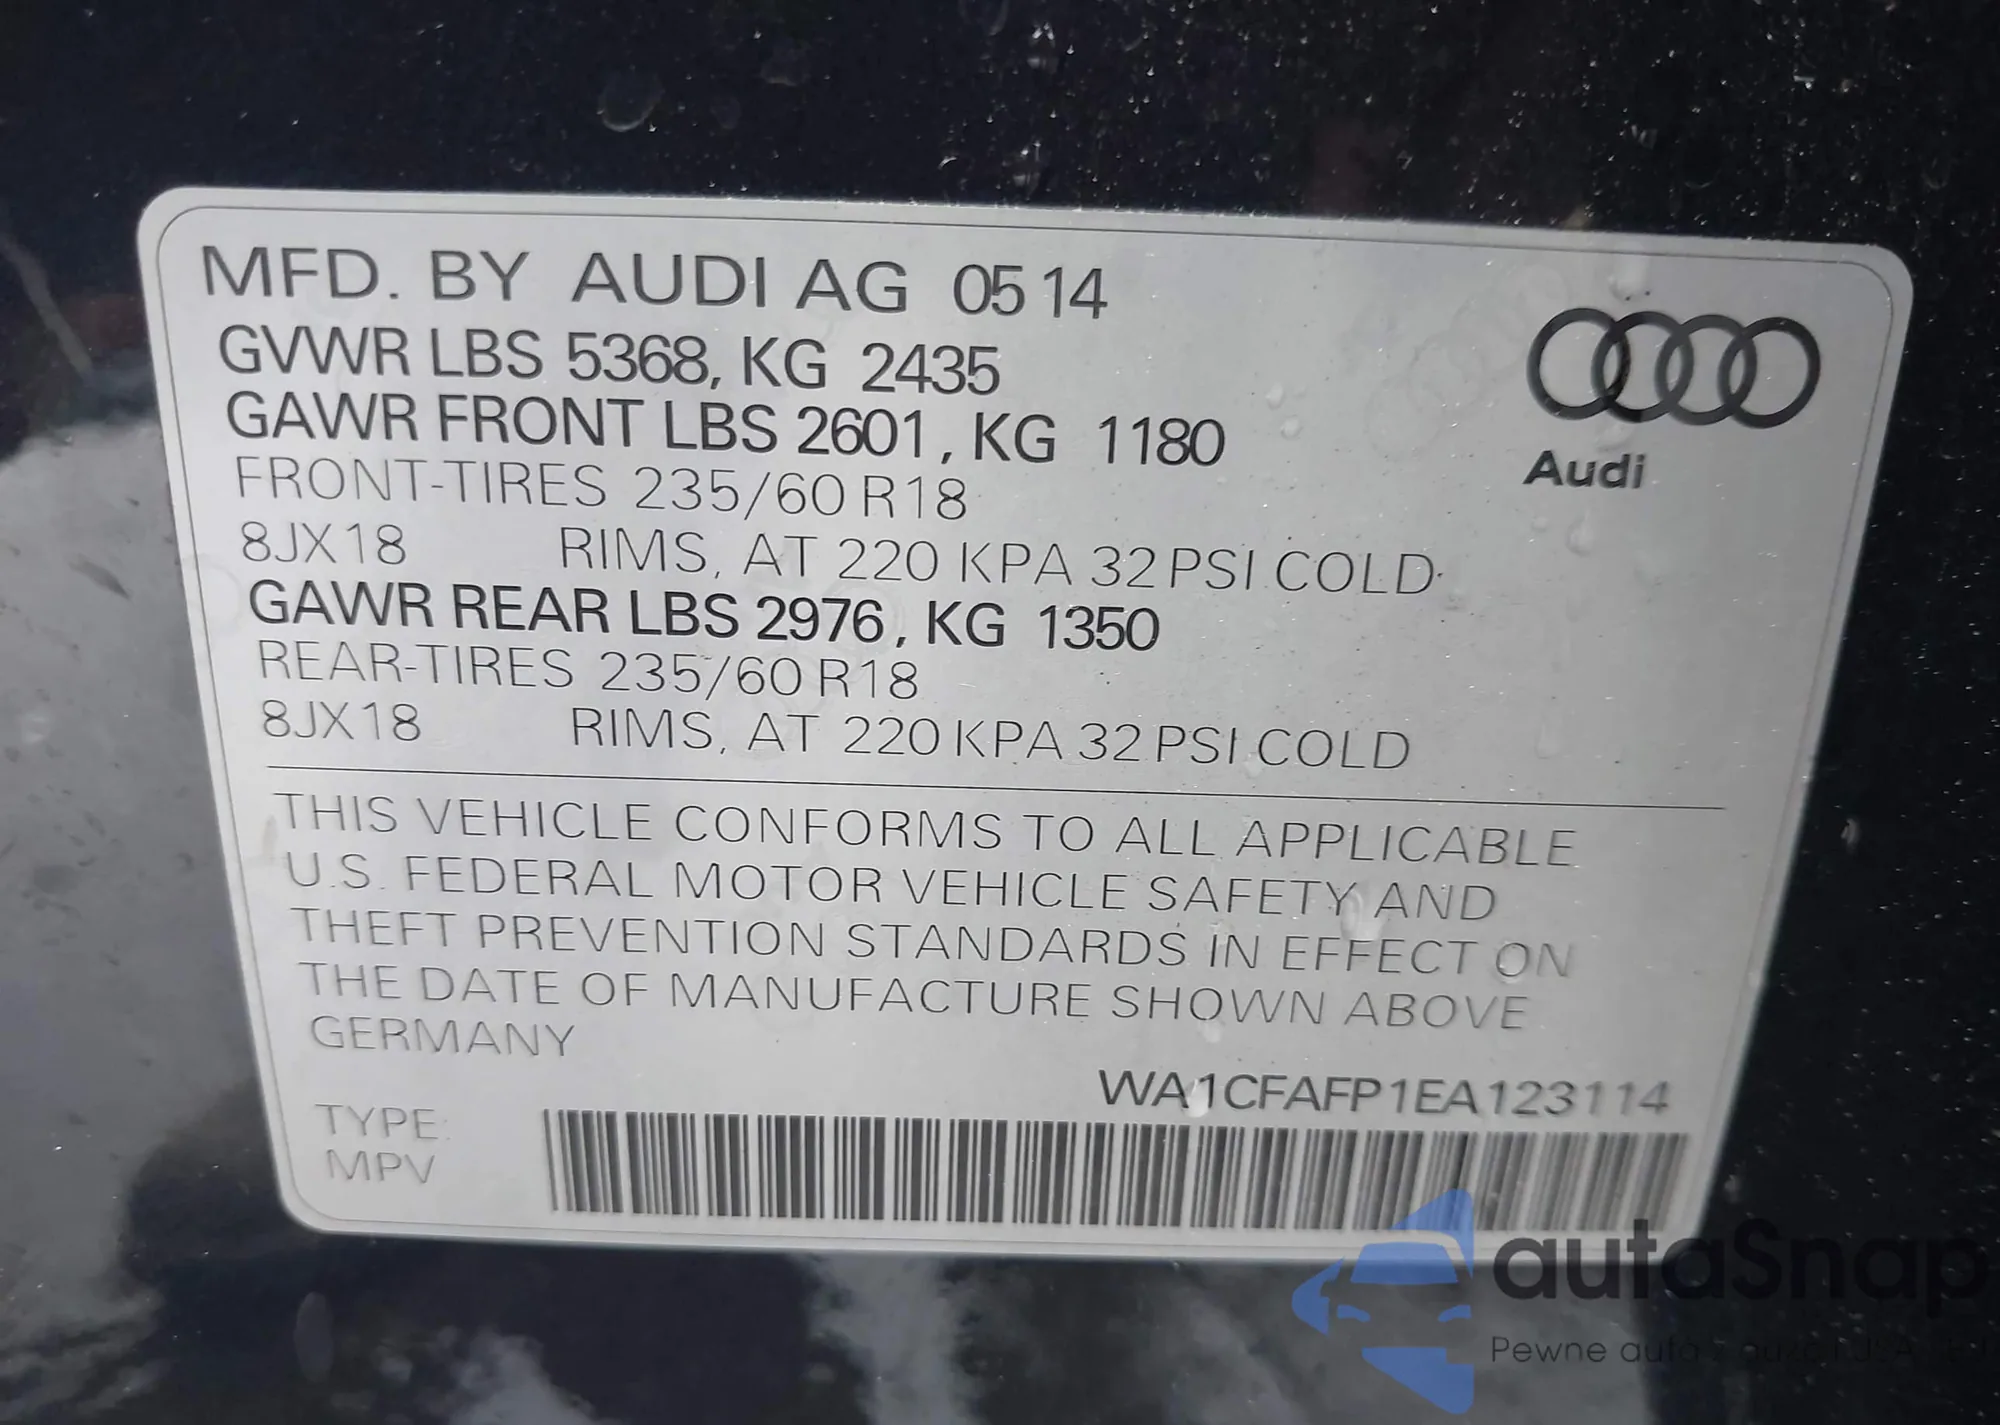 MFD. BY AUDI AG 05 14
GVWR LBS 5368, KG 2435
GAWR FRONT LBS 2601, KG 1180
FRONT-TIRES 235/60 R18
8JX18 RIMS, AT 220 KPA 32 PSI COLD
GAWR REAR LBS 2976, KG 1350
REAR-TIRES 235/60 R18
8JX18 RIMS, AT 220 KPA 32 PSI COLD
Audi
THIS VEHICLE CONFORMS TO ALL APPLICABLE
U.S. FEDERAL MOTOR VEHICLE SAFETY AND
THEFT PREVENTION STANDARDS IN EFFECT ON
THE DATE OF MANUFACTURE SHOWN ABOVE
GERMANY
WA1CFAFP1EA123114
TYPE:
MPV
autaSnap
Pewne auta z